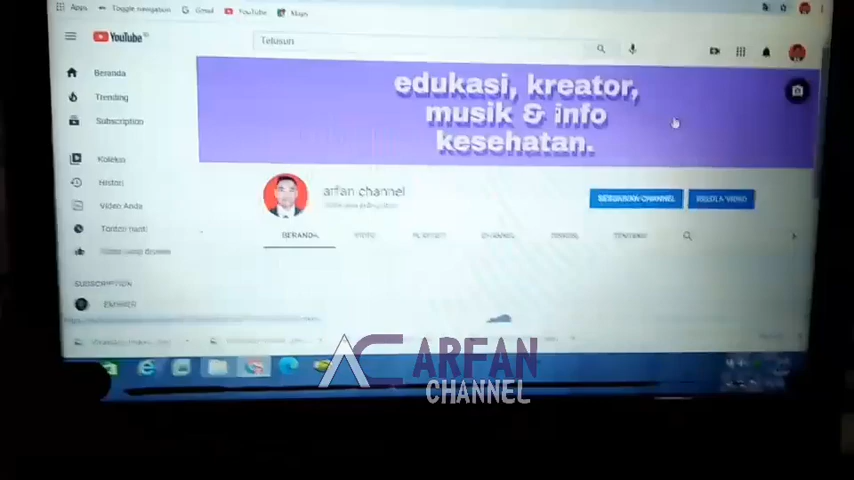 Apps
Toggle navigation
Gmail
YouTube
Maps
YouTube
Telusuri
Beranda
Trending
Subscription
Koleksi
Histori
Video Anda
Tonton nanti
edukasi, kreator,
musik & info
kesehatan.
arfan channel
SESUAIKAN CHANNEL
KELOLA VIDEO
BERANDA
VIDEO
PLAYLIST
CHANNEL
TENTANG
SUBSCRIPTION
AC ARFAN
CHANNEL